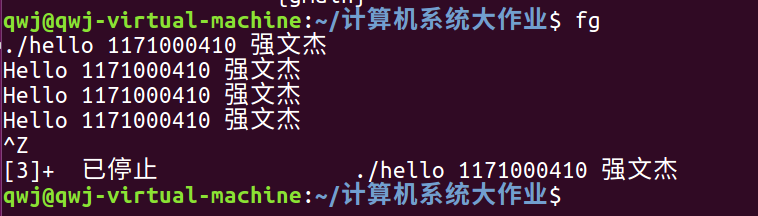 qwj@qwj-virtual-machine:~/计算机系统大作业$ fg
./hello 1171000410 强文杰
Hello 1171000410 强文杰
Hello 1171000410 强文杰
Hello 1171000410 强文杰
^Z
[3]+  已停止               ./hello 1171000410 强文杰
qwj@qwj-virtual-machine:~/计算机系统大作业$